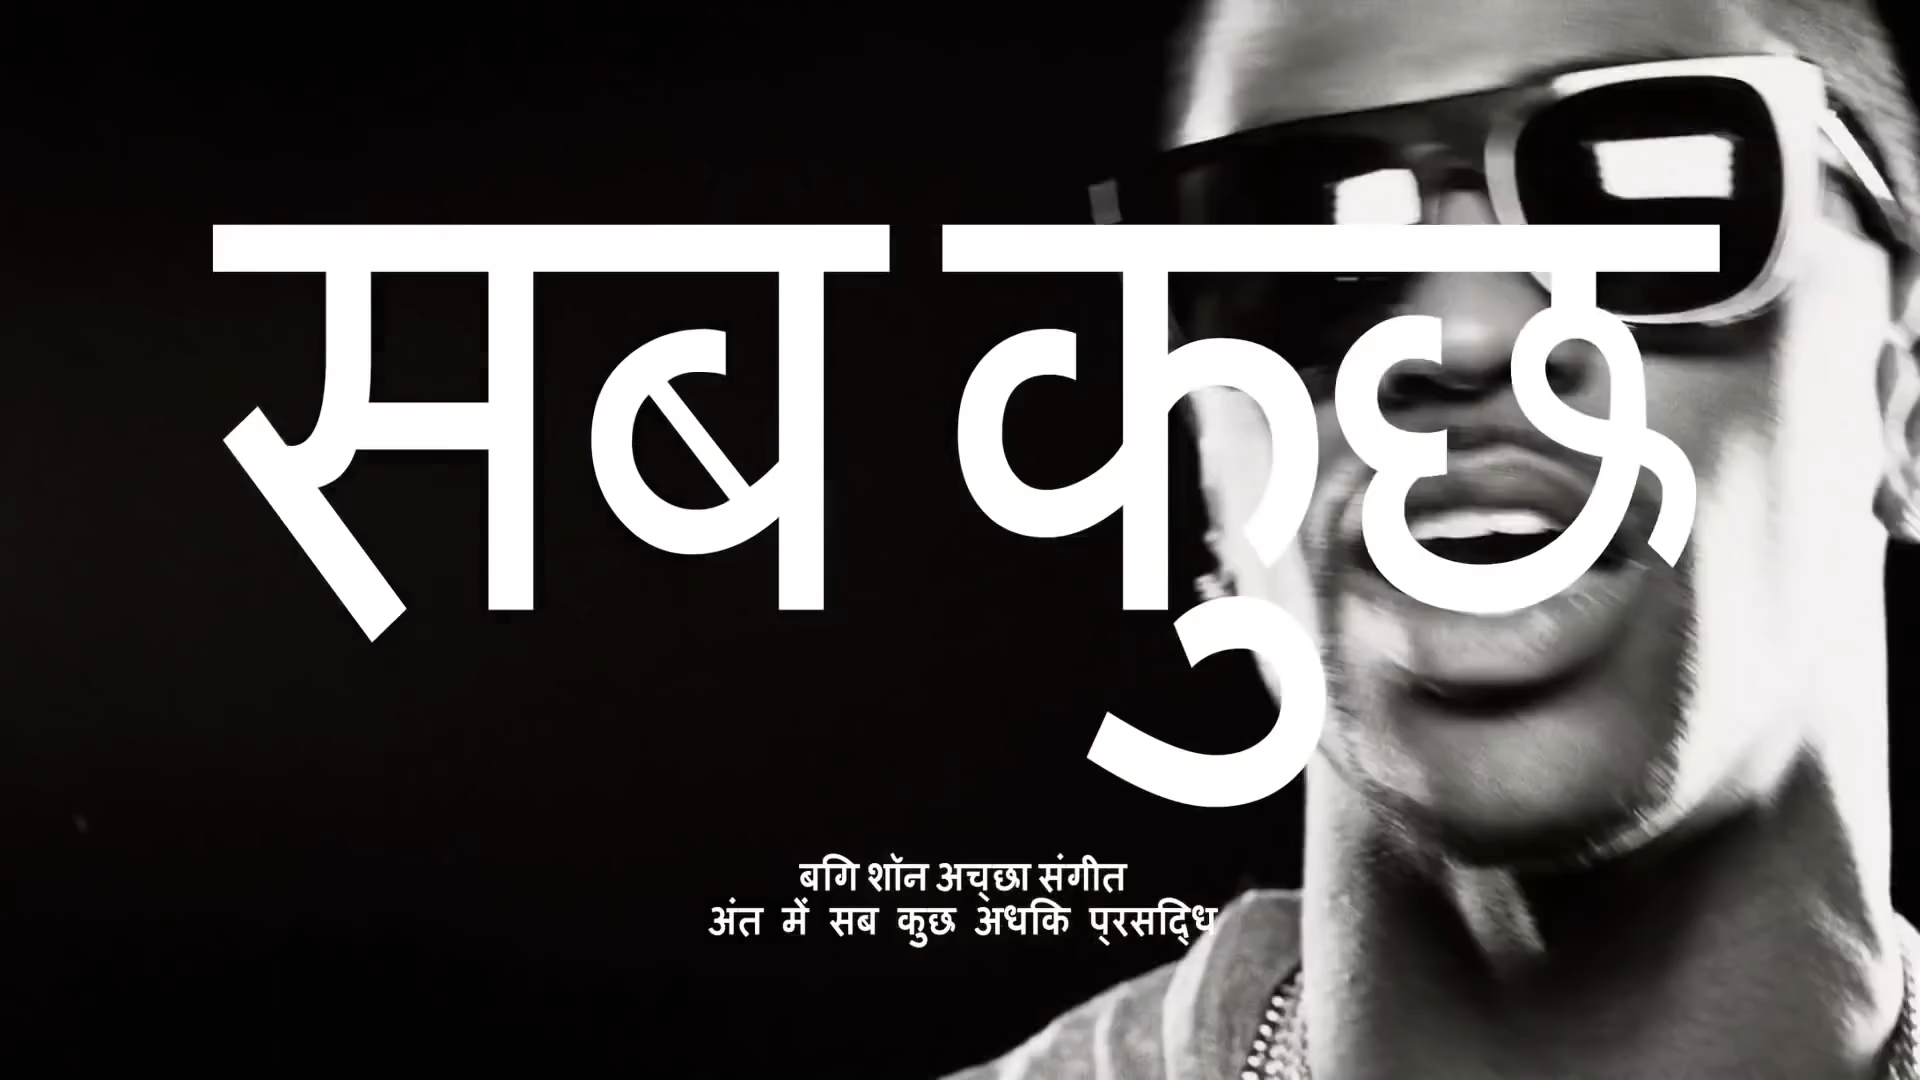 सब कुछ
बगि शॉन अच्छा संगीत
अंत में सब कुछ अधकि प्रसद्धि